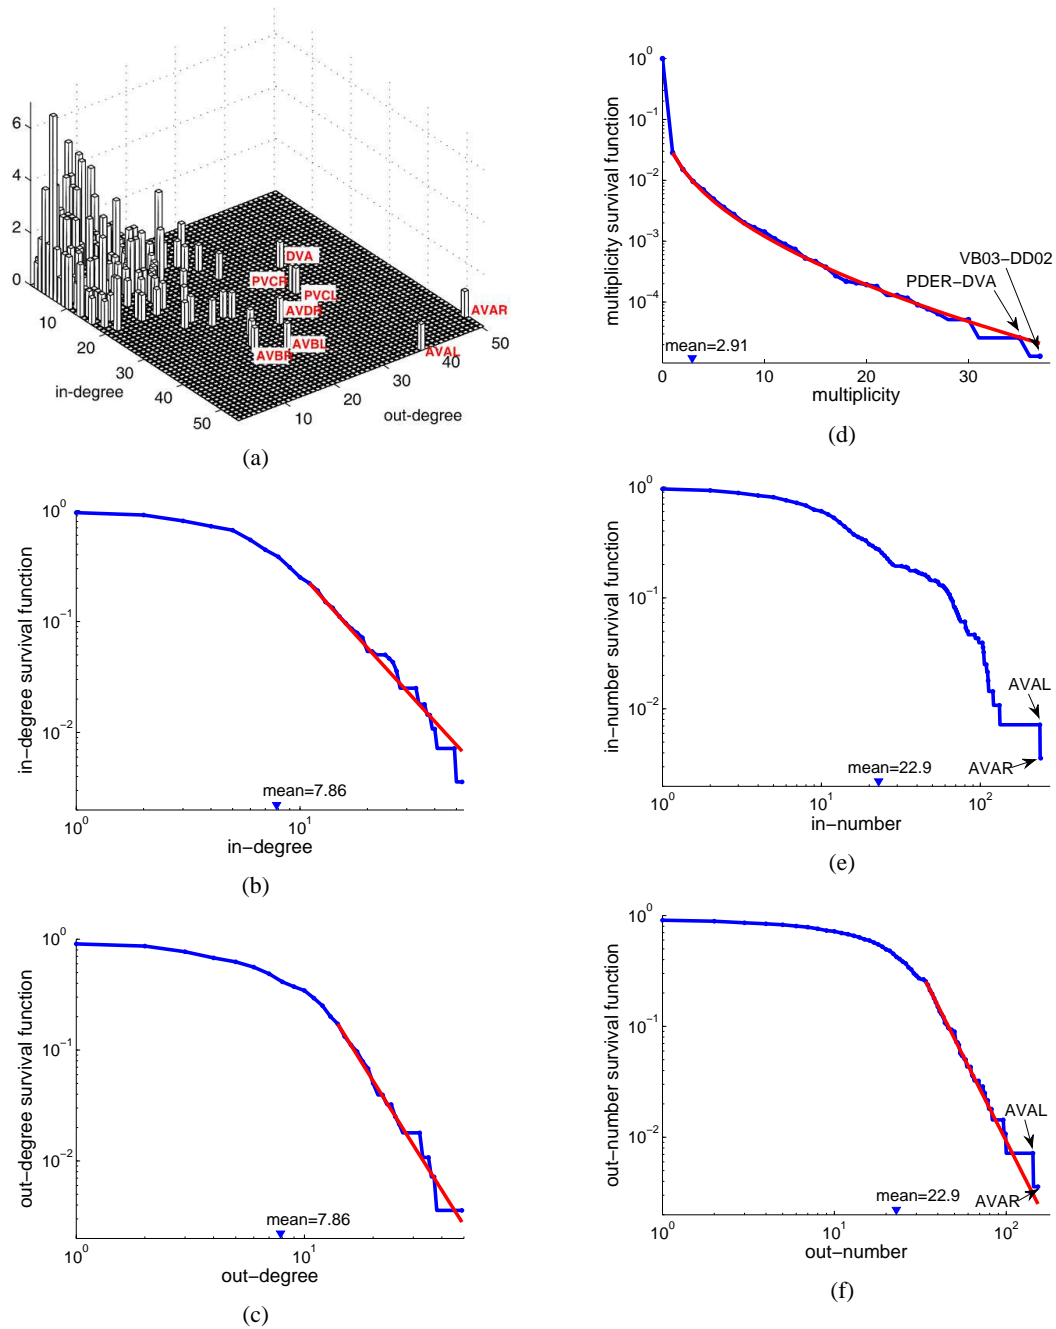 6
4
2
0
10
20
30
40
50
in-degree
10
20
30
40
50
out-degree
DVA
PVCR
PVCL
AVDR
AVBL
AVBR
AVAL
AVAR
(a)
10^0
10^-1
10^-2
in-degree survival function
mean=7.86
10^0
10^1
in-degree
(b)
10^0
10^-1
10^-2
out-degree survival function
mean=7.86
10^0
10^1
out-degree
(c)
10^0
10^-1
10^-2
10^-3
10^-4
multiplicity survival function
VB03-DD02
PDER-DVA
mean=2.91
0
10
20
30
multiplicity
(d)
10^0
10^-1
10^-2
in-number survival function
AVAL
AVAR
mean=22.9
10^0
10^1
10^2
in-number
(e)
10^0
10^-1
10^-2
out-number survival function
AVAL
AVAR
mean=22.9
10^0
10^1
10^2
out-number
(f)